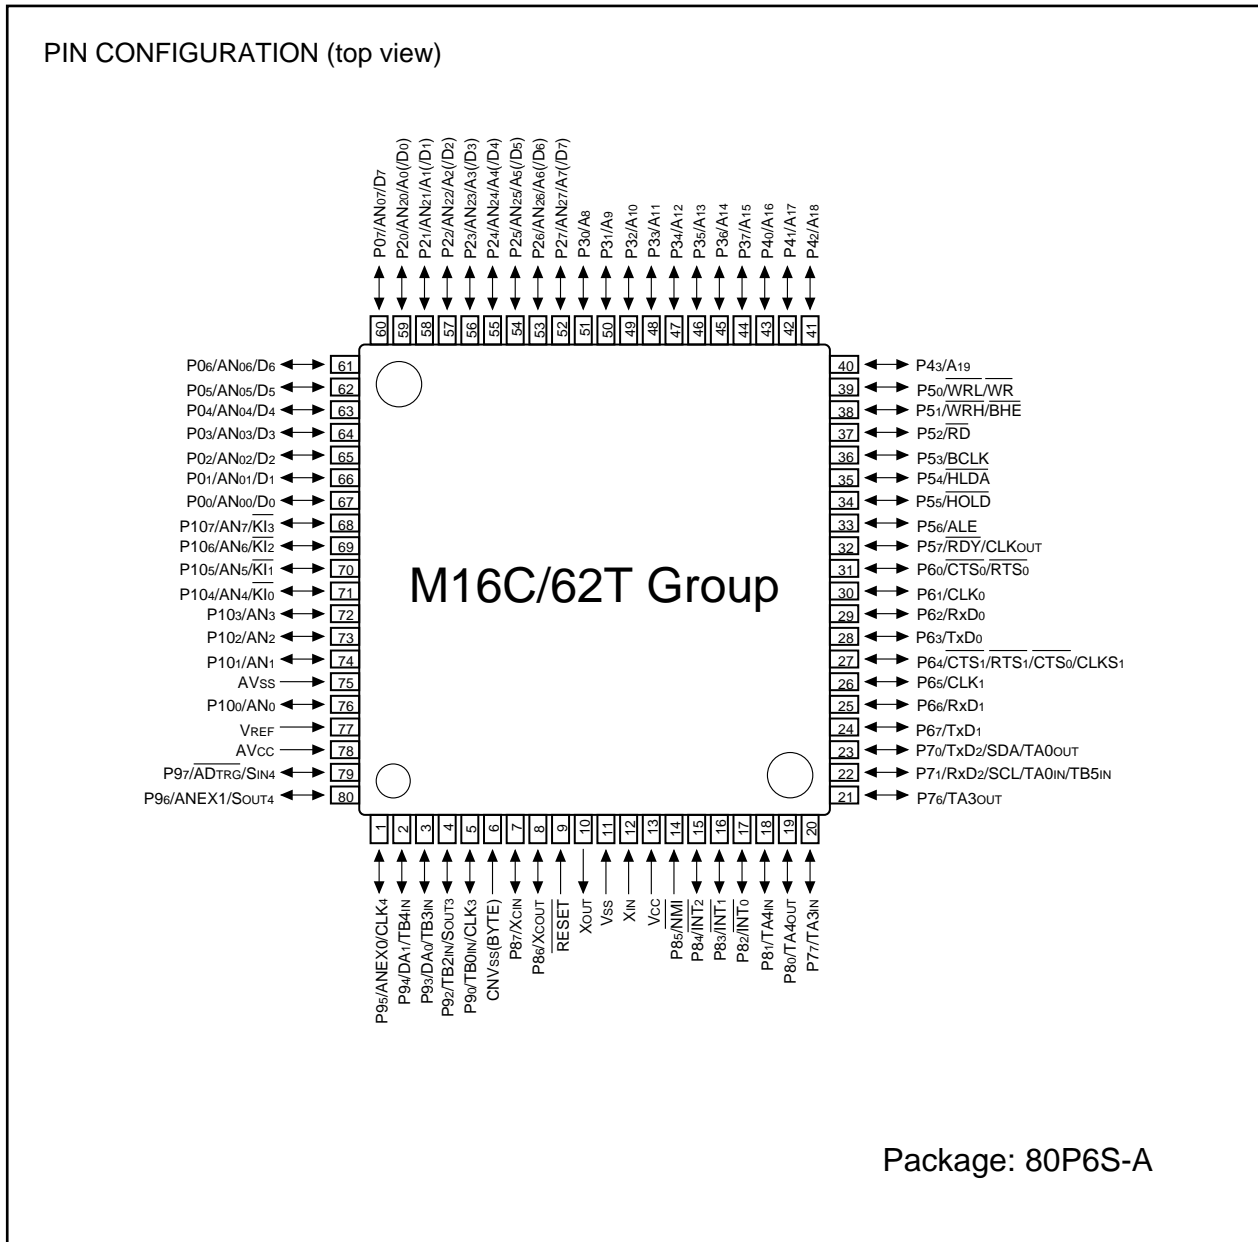 PIN CONFIGURATION (top view)
P07/AN07/D7
P20/AN20/A0(/D0)
P21/AN21/A1(/D1)
P22/AN22/A2(/D2)
P23/AN23/A3(/D3)
P24/AN24/A4(/D4)
P25/AN25/A5(/D5)
P26/AN26/A6(/D6)
P27/AN27/A7(/D7)
P30/A8
P31/A9
P32/A10
P33/A11
P34/A12
P35/A13
P36/A14
P37/A15
P40/A16
P41/A17
P42/A18
60 59 58 57 56 55 54 53 52 51 50 49 48 47 46 45 44 43 42 41
P06/AN06/D6 61
P05/AN05/D5 62
P04/AN04/D4 63
P03/AN03/D3 64
P02/AN02/D2 65
P01/AN01/D1 66
P00/AN00/D0 67
P107/AN7/KI3 68
P106/AN6/KI2 69
P105/AN5/KI1 70
P104/AN4/KI0 71
P103/AN3 72
P102/AN2 73
P101/AN1 74
AVSS 75
P100/AN0 76
VREF 77
AVCC 78
P97/ADTRG/SIN4 79
P96/ANEX1/SOUT4 80
M16C/62T Group
40 P43/A19
39 P50/WRL/WR
38 P51/WRH/BHE
37 P52/RD
36 P53/BCLK
35 P54/HLDA
34 P55/HOLD
33 P56/ALE
32 P57/RDY/CLKOUT
31 P60/CTS0/RTS0
30 P61/CLK0
29 P62/RxD0
28 P63/TxD0
27 P64/CTS1/RTS1/CTS0/CLKS1
26 P65/CLK1
25 P66/RxD1
24 P67/TxD1
23 P70/TxD2/SDA/TA0OUT
22 P71/RxD2/SCL/TA0IN/TB5IN
21 P76/TA3OUT
1 2 3 4 5 6 7 8 9 10 11 12 13 14 15 16 17 18 19 20
P95/ANEX0/CLK4
P94/DA1/TB4IN
P93/DA0/TB3IN
P92/TB2IN/SOUT3
P90/TB0IN/CLK3
CNVSS(BYTE)
P87/XCIN
P86/XCOUT
RESET
XOUT
VSS
XIN
VCC
P85/NMI
P84/INT2
P83/INT1
P82/INT0
P81/TA4IN
P80/TA4OUT
P77/TA3IN
Package: 80P6S-A